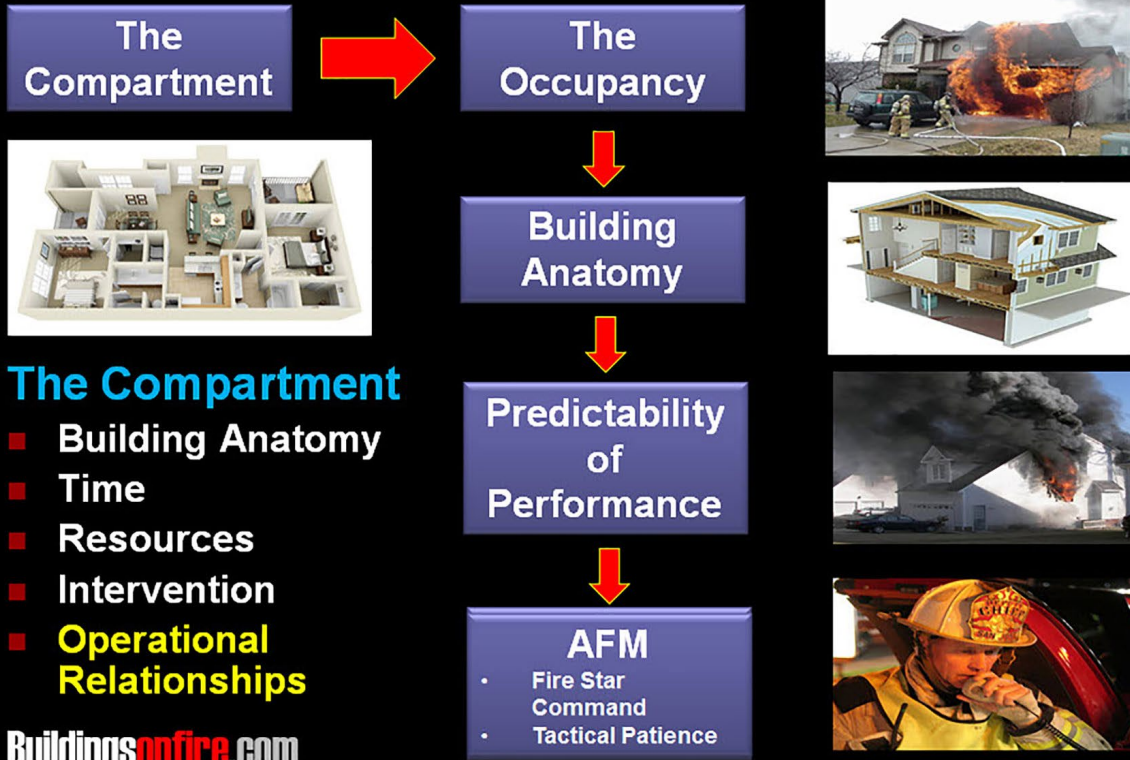 The
Compartment
The
Occupancy
Building
Anatomy
Predictability
of
Performance
AFM
• Fire Star
Command
• Tactical Patience
The Compartment
Building Anatomy
Time
Resources
Intervention
Operational
Relationships
Buildingsonfire.com
CHIEF